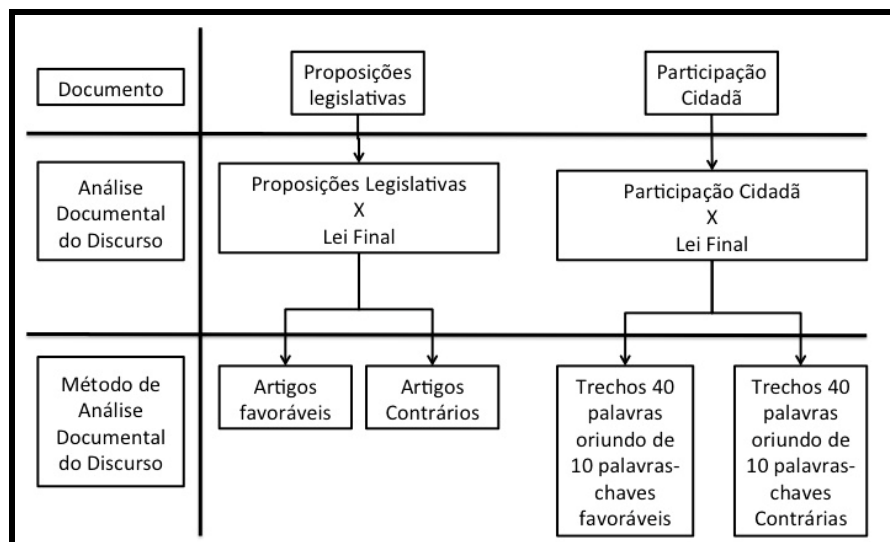 Documento
Proposições
legislativas
Participação
Cidadã
Análise
Documental
do Discurso
Proposições Legislativas
X
Lei Final
Participação Cidadã
X
Lei Final
Método de
Análise
Documental
do Discurso
Artigos
favoráveis
Artigos
Contrários
Trechos 40
palavras
oriundo de
10 palavras-
chaves
favoráveis
Trechos 40
palavras
oriundo de
10 palavras-
chaves
Contrárias